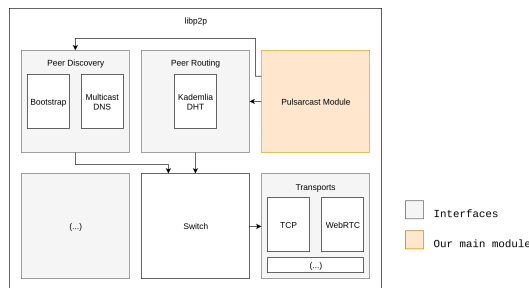 libp2p
Peer Discovery
Bootstrap
Multicast
DNS
Peer Routing
Kademlia
DHT
Pulsarcast Module
(...)
Switch
Transports
TCP
WebRTC
(...)
Interfaces
Our main module